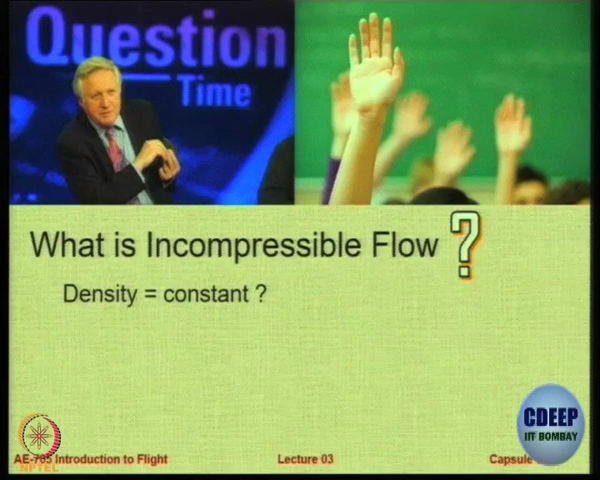 Question
Time
What is Incompressible Flow ?
Density = constant ?
CDEEP
IIT BOMBAY
AE-705 Introduction to Flight
Lecture 03
Capsule
NPTEL